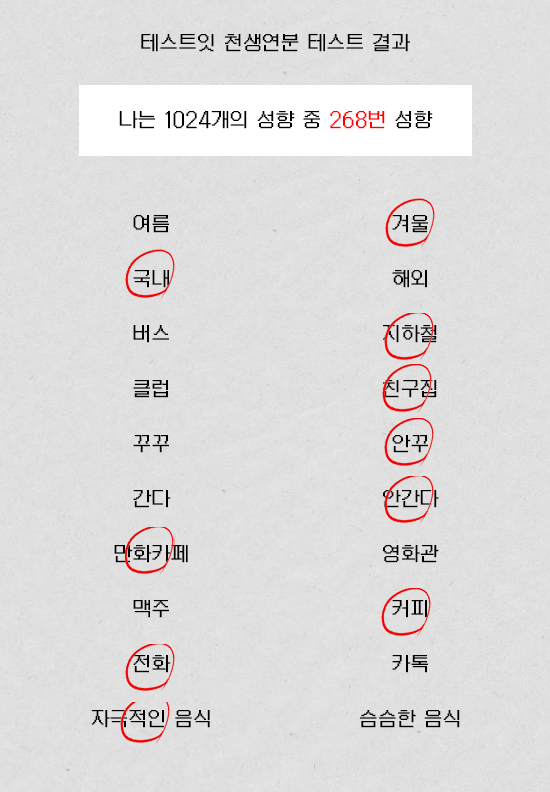 테스트잇 천생연분 테스트 결과
나는 1024개의 성향 중 268번 성향
여름 겨울
국내 해외
버스 지하철
클럽 친구집
꾸꾸 안꾸
간다 안간다
만화카페 영화관
맥주 커피
전화 카톡
자극적인 음식 슴슴한 음식